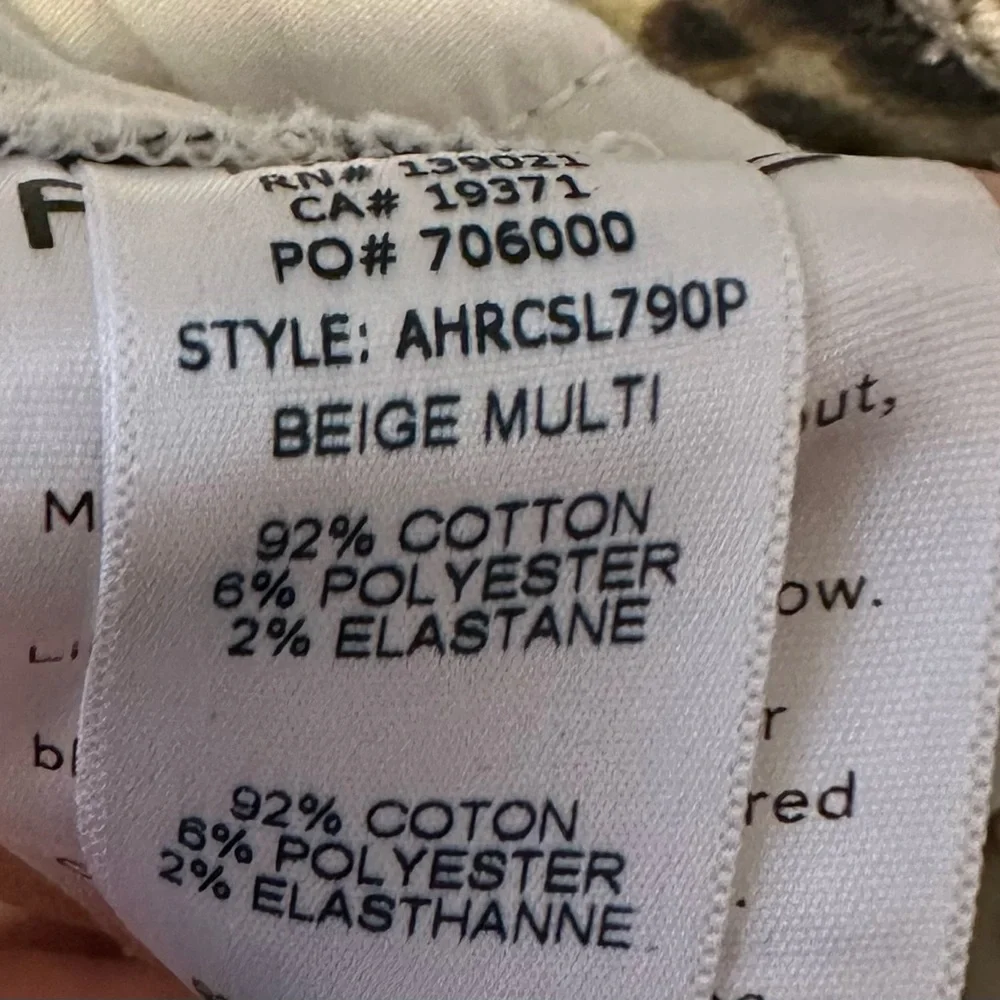 RN# 139021
CA# 19371
PO# 706000
STYLE: AHRCSL790P
BEIGE MULTI
92% COTTON
6% POLYESTER
2% ELASTANE
92% COTON
6% POLYESTER
2% ELASTHANNE
F
M
ut,
ow.
r
red